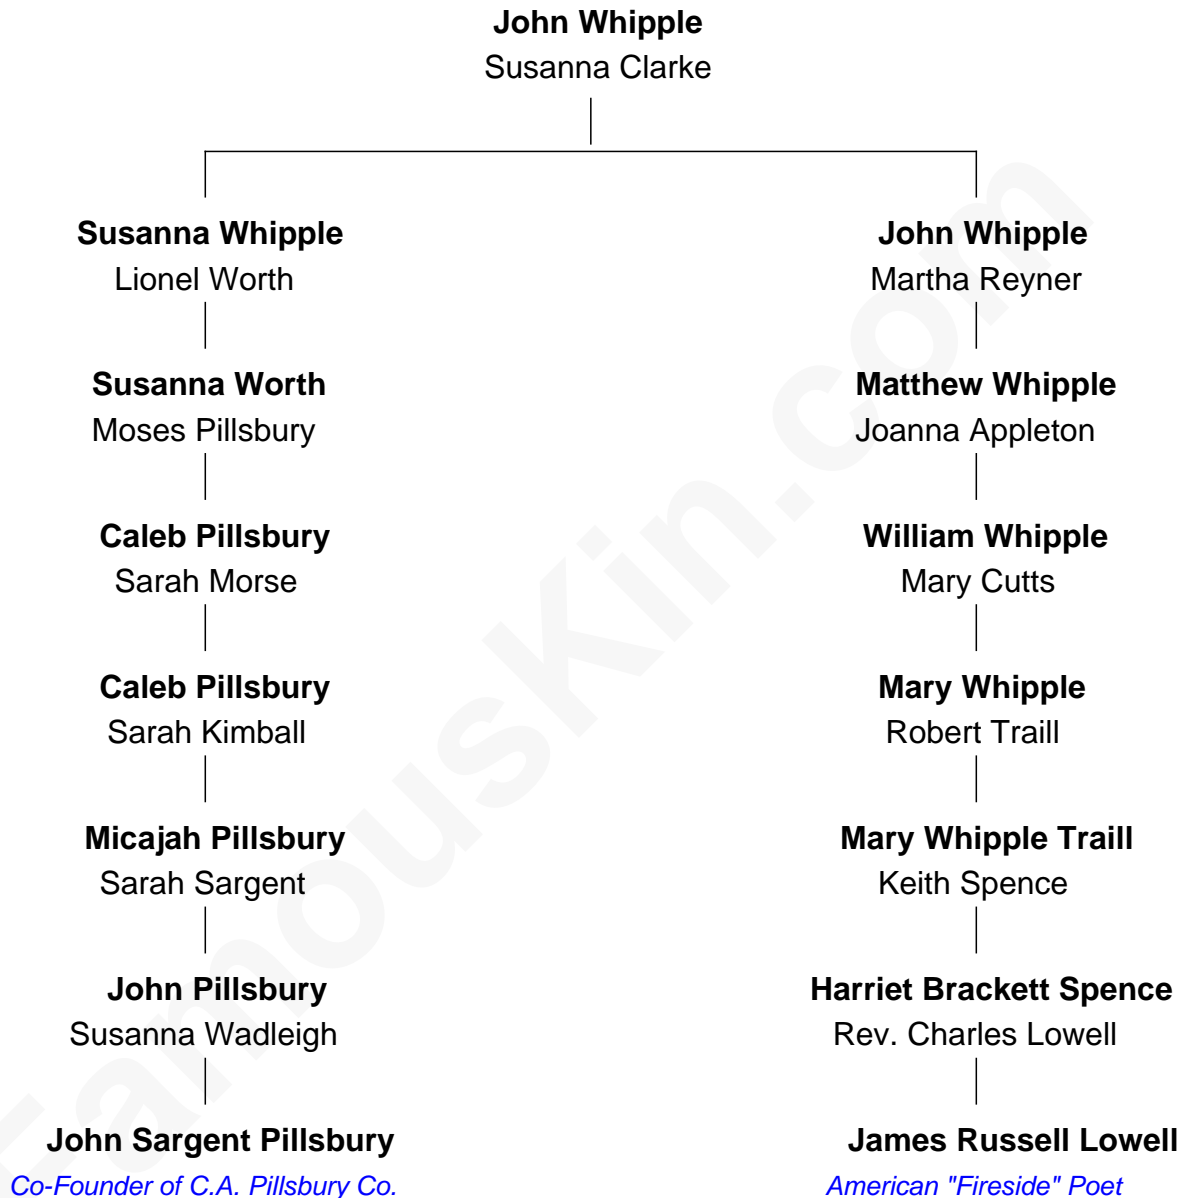 John Whipple
Susanna Clarke
Susanna Whipple
Lionel Worth
John Whipple
Martha Reyner
Susanna Worth
Moses Pillsbury
Matthew Whipple
Joanna Appleton
Caleb Pillsbury
Sarah Morse
William Whipple
Mary Cutts
Caleb Pillsbury
Sarah Kimball
Mary Whipple
Robert Traill
Micajah Pillsbury
Sarah Sargent
Mary Whipple Traill
Keith Spence
John Pillsbury
Susanna Wadleigh
Harriet Brackett Spence
Rev. Charles Lowell
John Sargent Pillsbury
Co-Founder of C.A. Pillsbury Co.
James Russell Lowell
American "Fireside" Poet
FamousKin.com